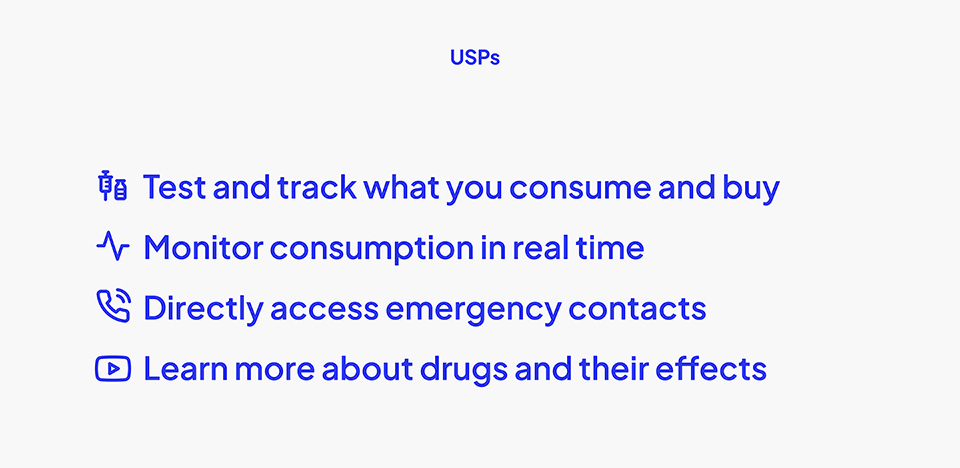 USPs
Test and track what you consume and buy
Monitor consumption in real time
Directly access emergency contacts
Learn more about drugs and their effects